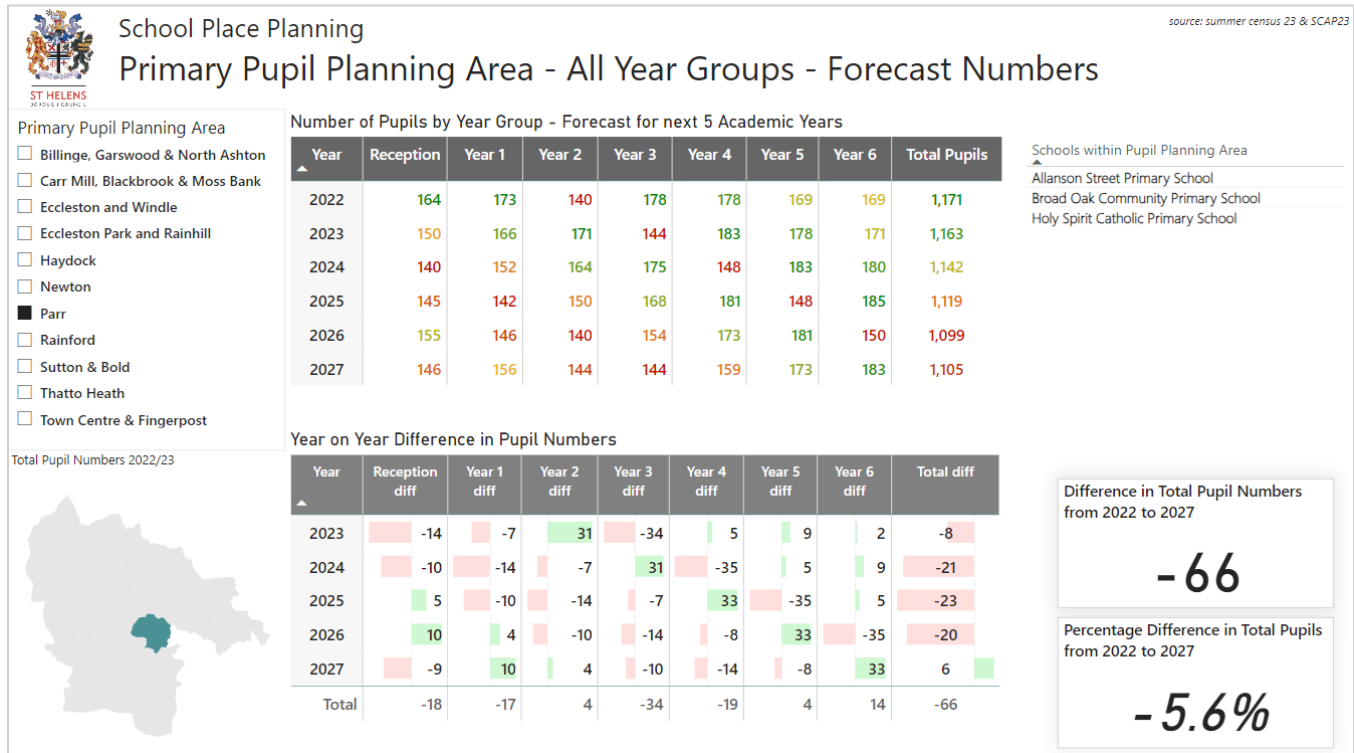 source: summer census 23 & SCAP23
School Place Planning
Primary Pupil Planning Area - All Year Groups - Forecast Numbers
ST HELENS
BOROUGH COUNCIL
Primary Pupil Planning Area
Billinge, Garswood & North Ashton
Carr Mill, Blackbrook & Moss Bank
Eccleston and Windle
Eccleston Park and Rainhill
Haydock
Newton
Parr
Rainford
Sutton & Bold
Thatto Heath
Town Centre & Fingerpost
Total Pupil Numbers 2022/23
Number of Pupils by Year Group - Forecast for next 5 Academic Years
Year Reception Year 1 Year 2 Year 3 Year 4 Year 5 Year 6 Total Pupils
2022 164 173 140 178 178 169 169 1,171
2023 150 166 171 144 183 178 171 1,163
2024 140 152 164 175 148 183 180 1,142
2025 145 142 150 168 181 148 185 1,119
2026 155 146 140 154 173 181 150 1,099
2027 146 156 144 144 159 173 183 1,105
Schools within Pupil Planning Area
Allanson Street Primary School
Broad Oak Community Primary School
Holy Spirit Catholic Primary School
Year on Year Difference in Pupil Numbers
Year Reception diff Year 1 diff Year 2 diff Year 3 diff Year 4 diff Year 5 diff Year 6 diff Total diff
2023 -14 -7 31 -34 5 9 2 -8
2024 -10 -14 -7 31 -35 5 9 -21
2025 5 -10 -14 -7 33 -35 5 -23
2026 10 4 -10 -14 -8 33 -35 -20
2027 -9 10 4 -10 -14 -8 33 6
Total -18 -17 4 -34 -19 4 14 -66
Difference in Total Pupil Numbers
from 2022 to 2027
-66
Percentage Difference in Total Pupils
from 2022 to 2027
-5.6%